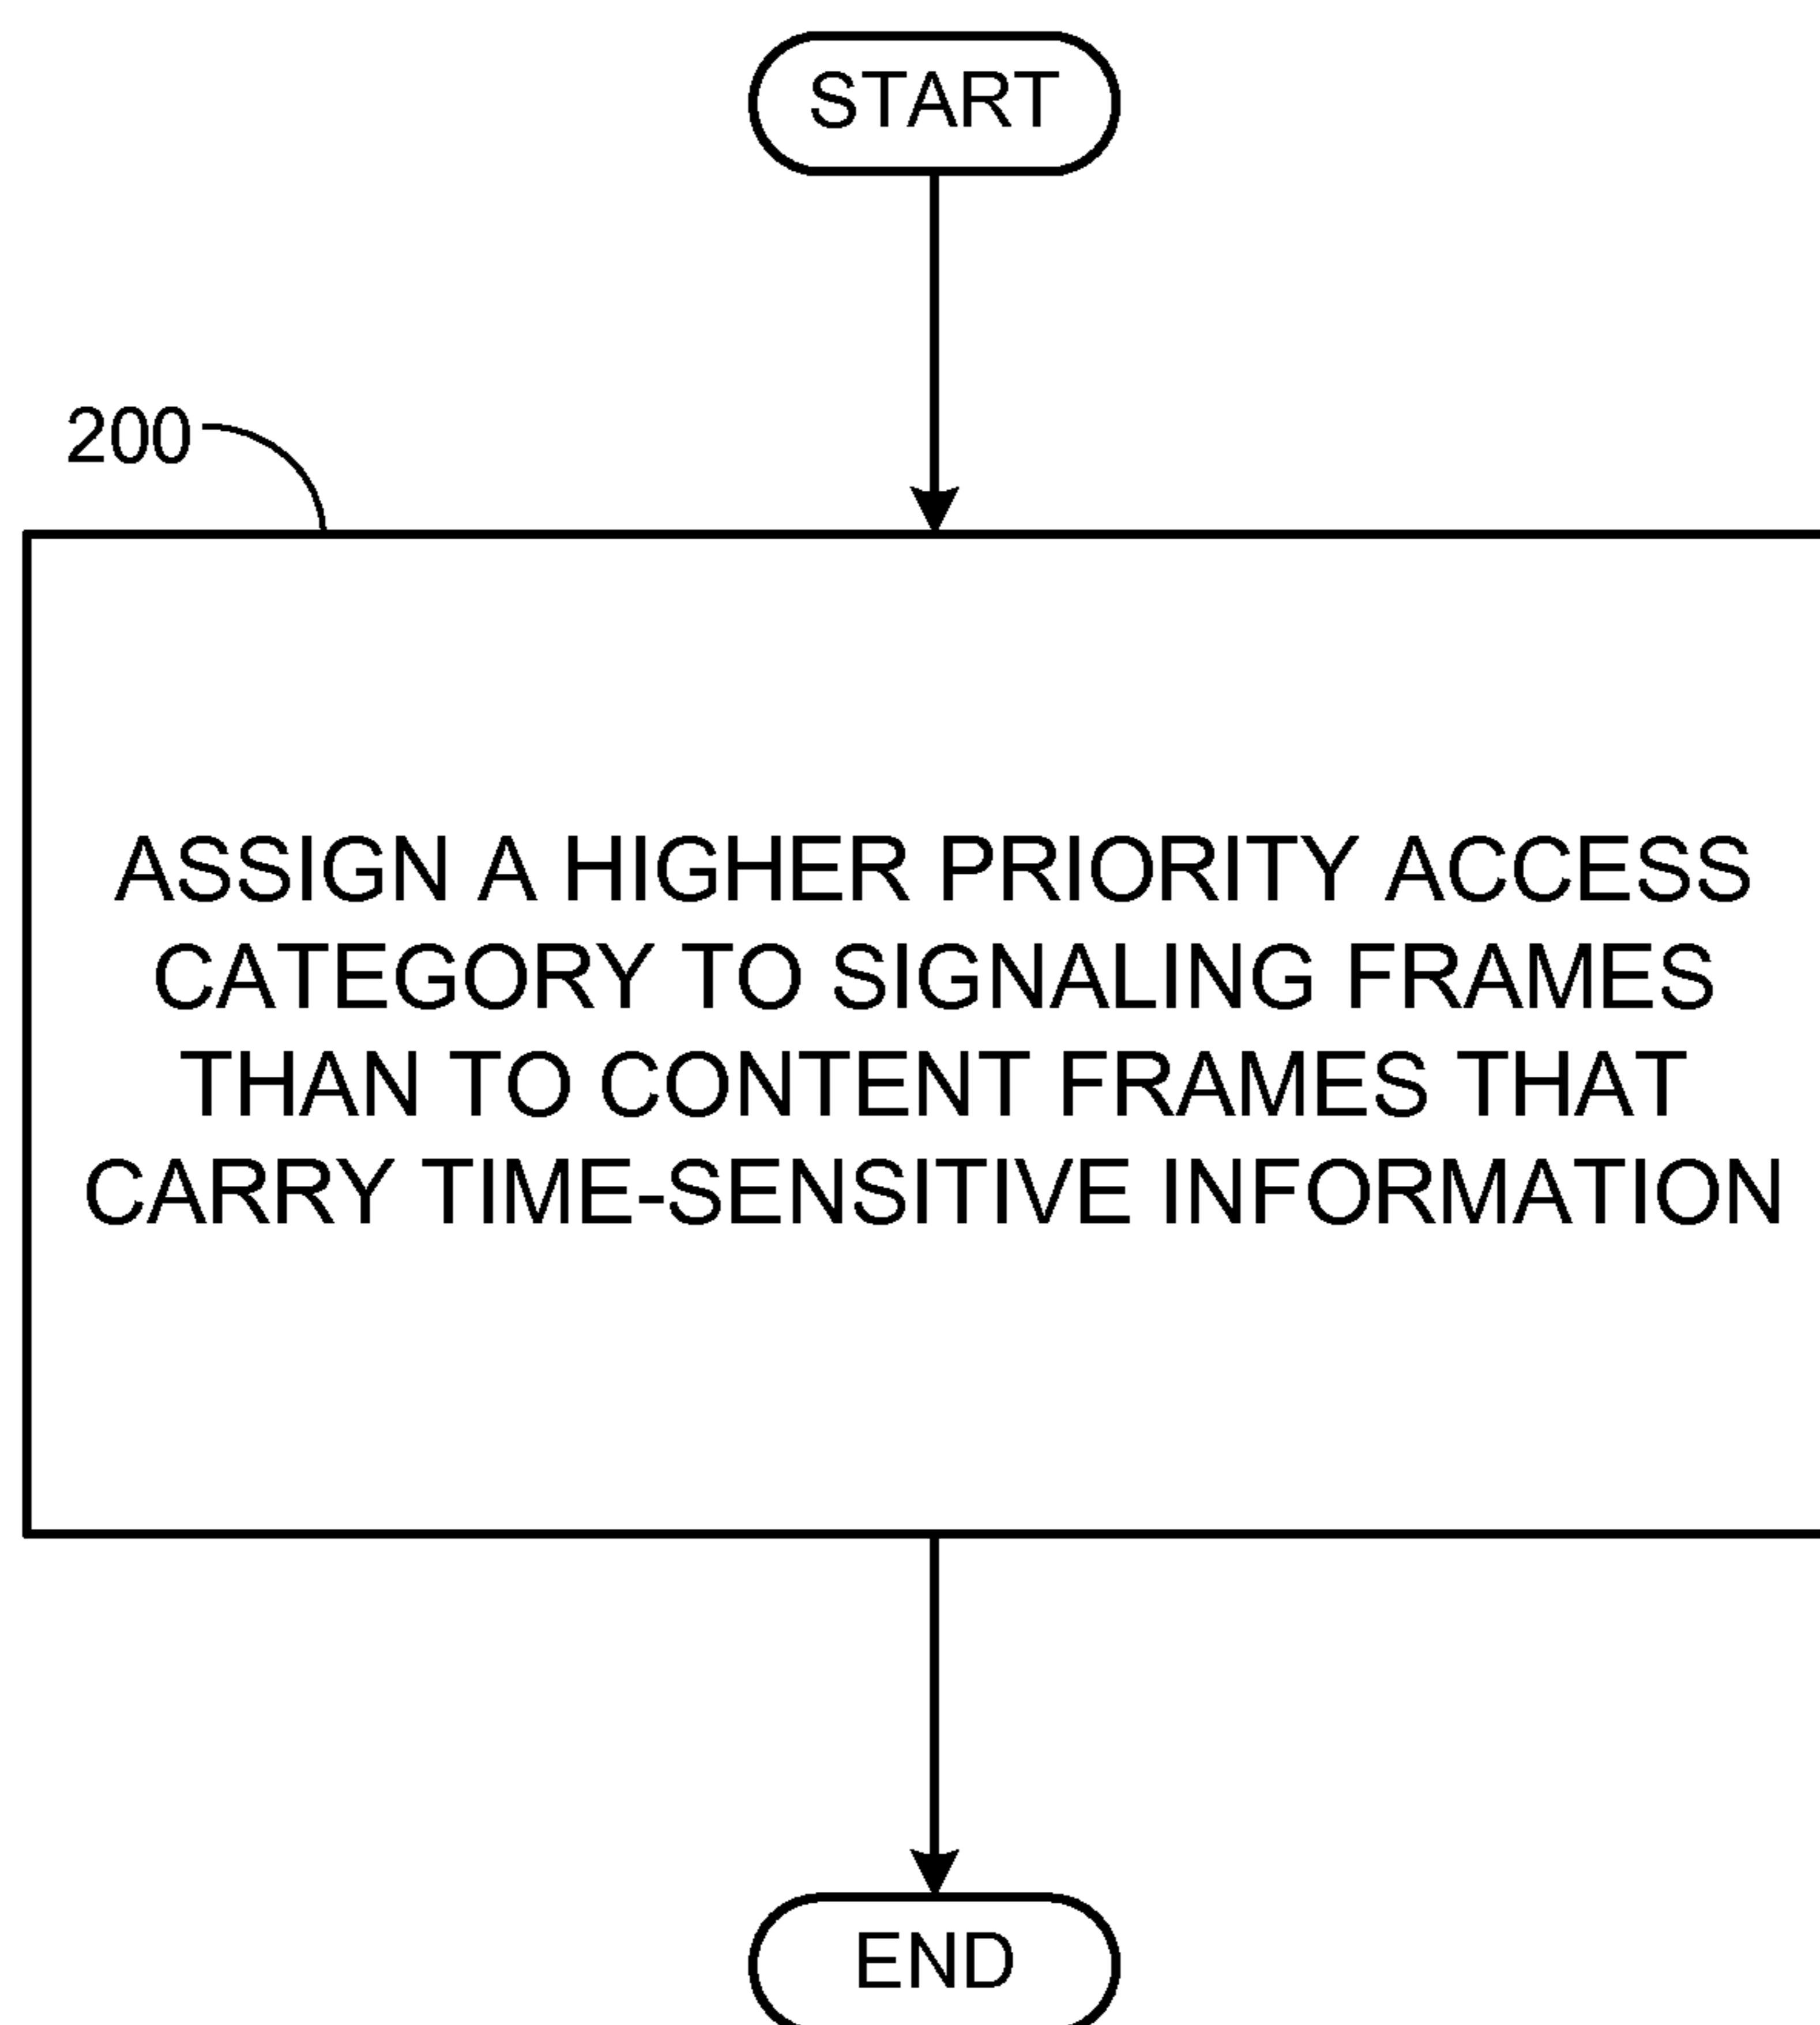 START
200
ASSIGN A HIGHER PRIORITY ACCESS
CATEGORY TO SIGNALING FRAMES
THAN TO CONTENT FRAMES THAT
CARRY TIME-SENSITIVE INFORMATION
END